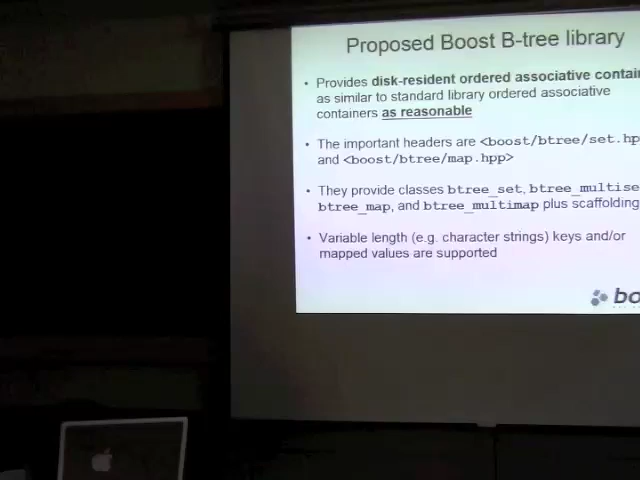 Proposed Boost B-tree library
• Provides disk-resident ordered associative contai
as similar to standard library ordered associative
containers as reasonable
• The important headers are <boost/btree/set.hp
and <boost/btree/map.hpp>
• They provide classes btree_set, btree_multise
btree_map, and btree_multimap plus scaffolding
• Variable length (e.g. character strings) keys and/or
mapped values are supported
bo